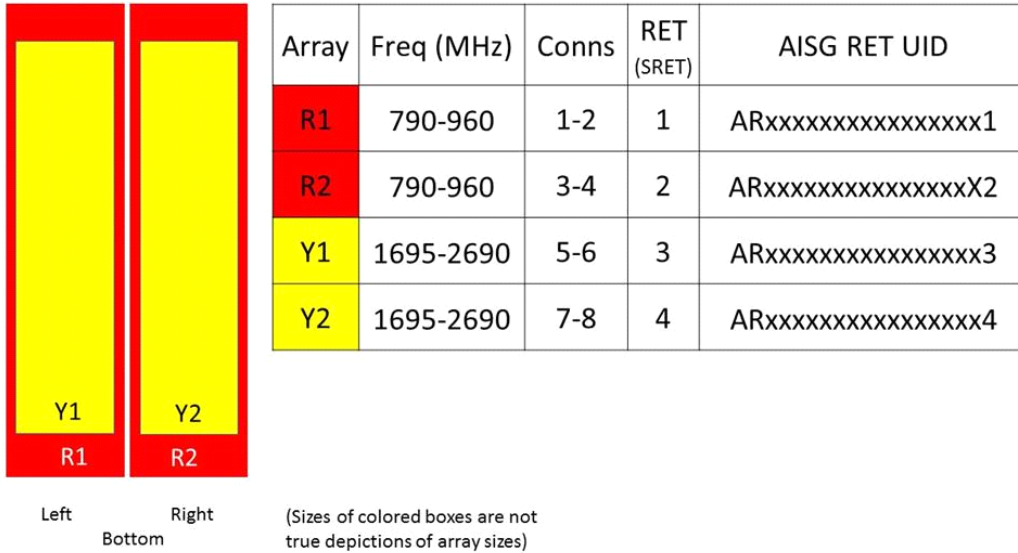 Array Freq (MHz) Conns RET (SRET) AISG RET UID
R1 790-960 1-2 1 ARxxxxxxxxxxxxxxxx1
R2 790-960 3-4 2 ARxxxxxxxxxxxxxxxX2
Y1 1695-2690 5-6 3 ARxxxxxxxxxxxxxxxx3
Y2 1695-2690 7-8 4 ARxxxxxxxxxxxxxxxx4
Y1 Y2
R1 R2
Left Right
Bottom
(Sizes of colored boxes are not
true depictions of array sizes)